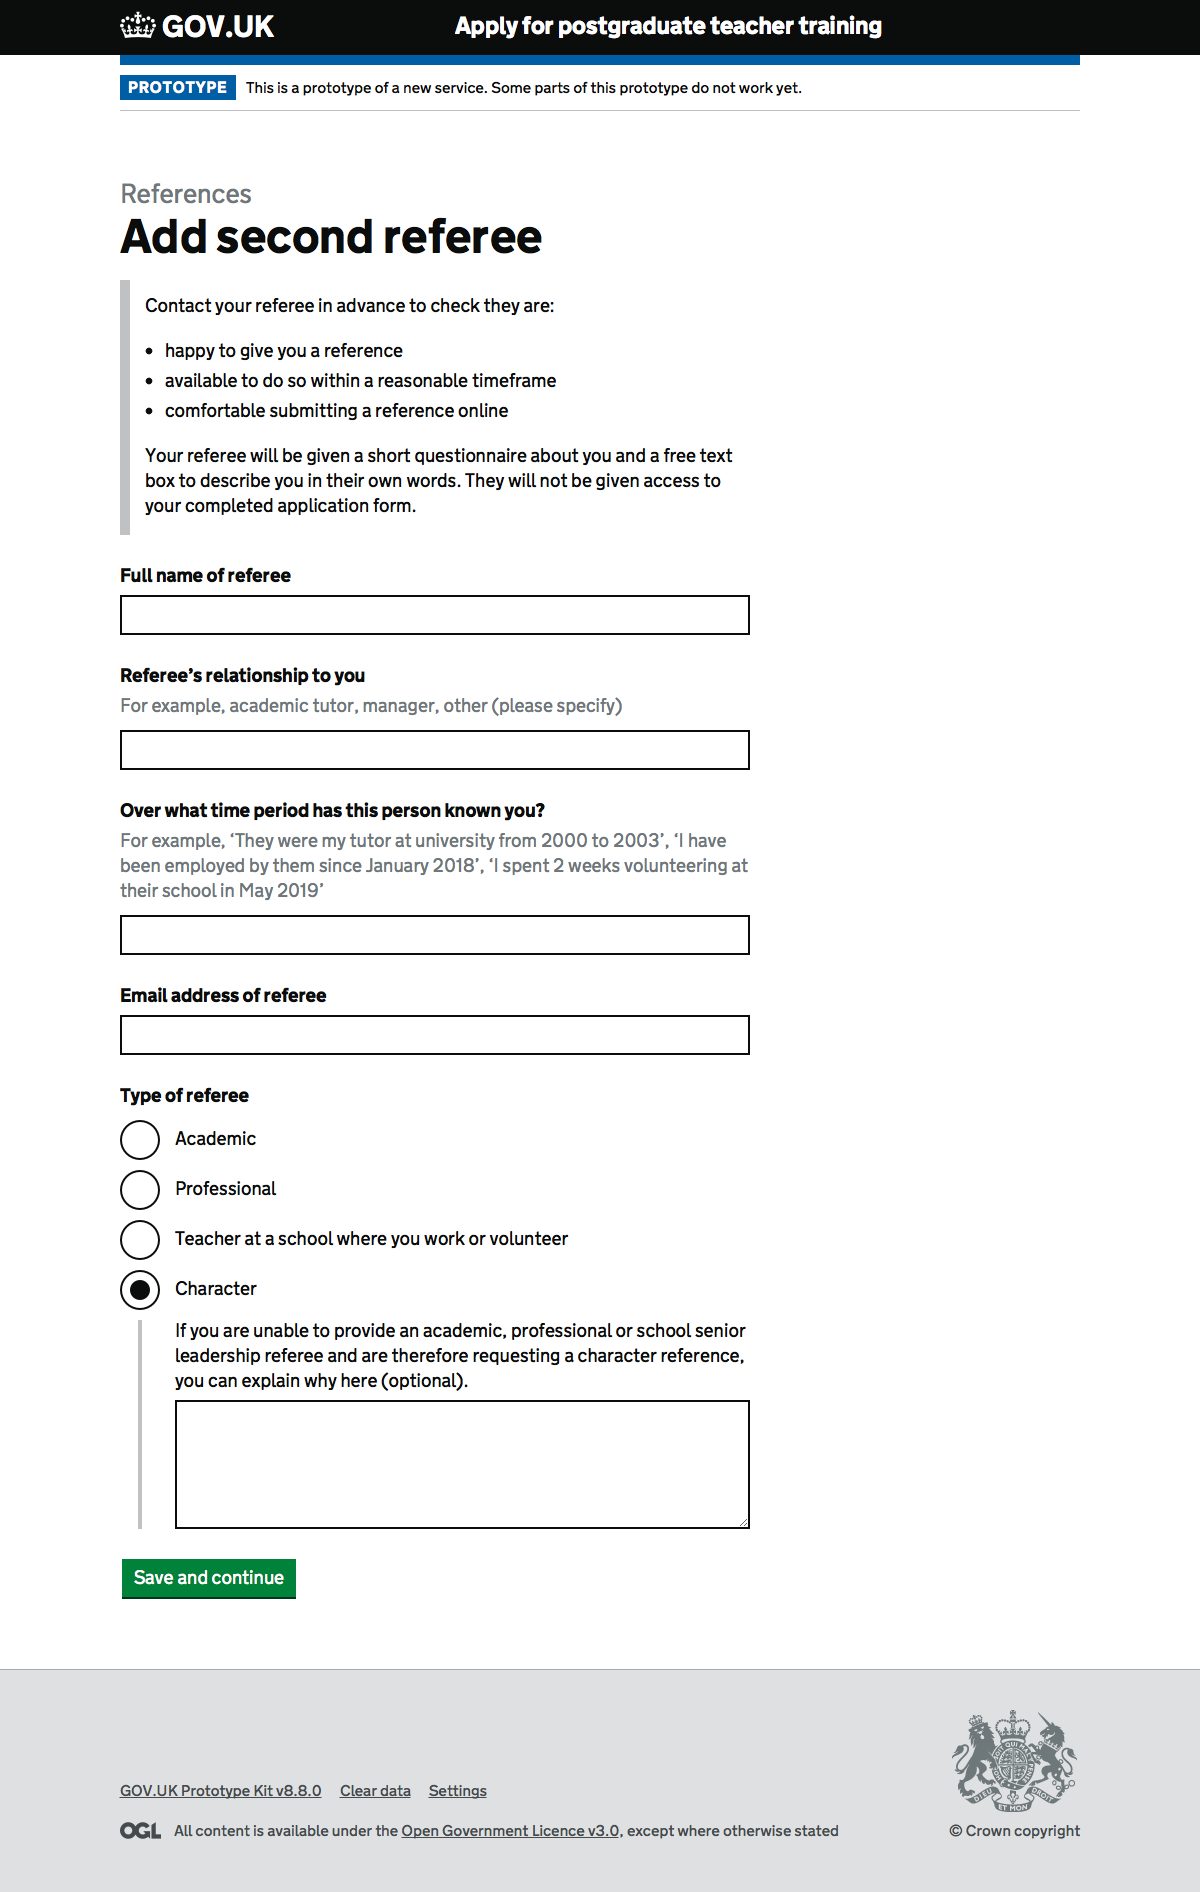 GOV.UK
Apply for postgraduate teacher training
PROTOTYPE This is a prototype of a new service. Some parts of this prototype do not work yet.
References
Add second referee
Contact your referee in advance to check they are:
• happy to give you a reference
• available to do so within a reasonable timeframe
• comfortable submitting a reference online
Your referee will be given a short questionnaire about you and a free text
box to describe you in their own words. They will not be given access to
your completed application form.
Full name of referee
Referee’s relationship to you
For example, academic tutor, manager, other (please specify)
Over what time period has this person known you?
For example, ‘They were my tutor at university from 2000 to 2003’, ‘I have
been employed by them since January 2018’, ‘I spent 2 weeks volunteering at
their school in May 2019’
Email address of referee
Type of referee
Academic
Professional
Teacher at a school where you work or volunteer
Character
If you are unable to provide an academic, professional or school senior
leadership referee and are therefore requesting a character reference,
you can explain why here (optional).
Save and continue
GOV.UK Prototype Kit v8.8.0 Clear data Settings
DIEU ET MON DROIT
OGL All content is available under the Open Government Licence v3.0, except where otherwise stated
© Crown copyright